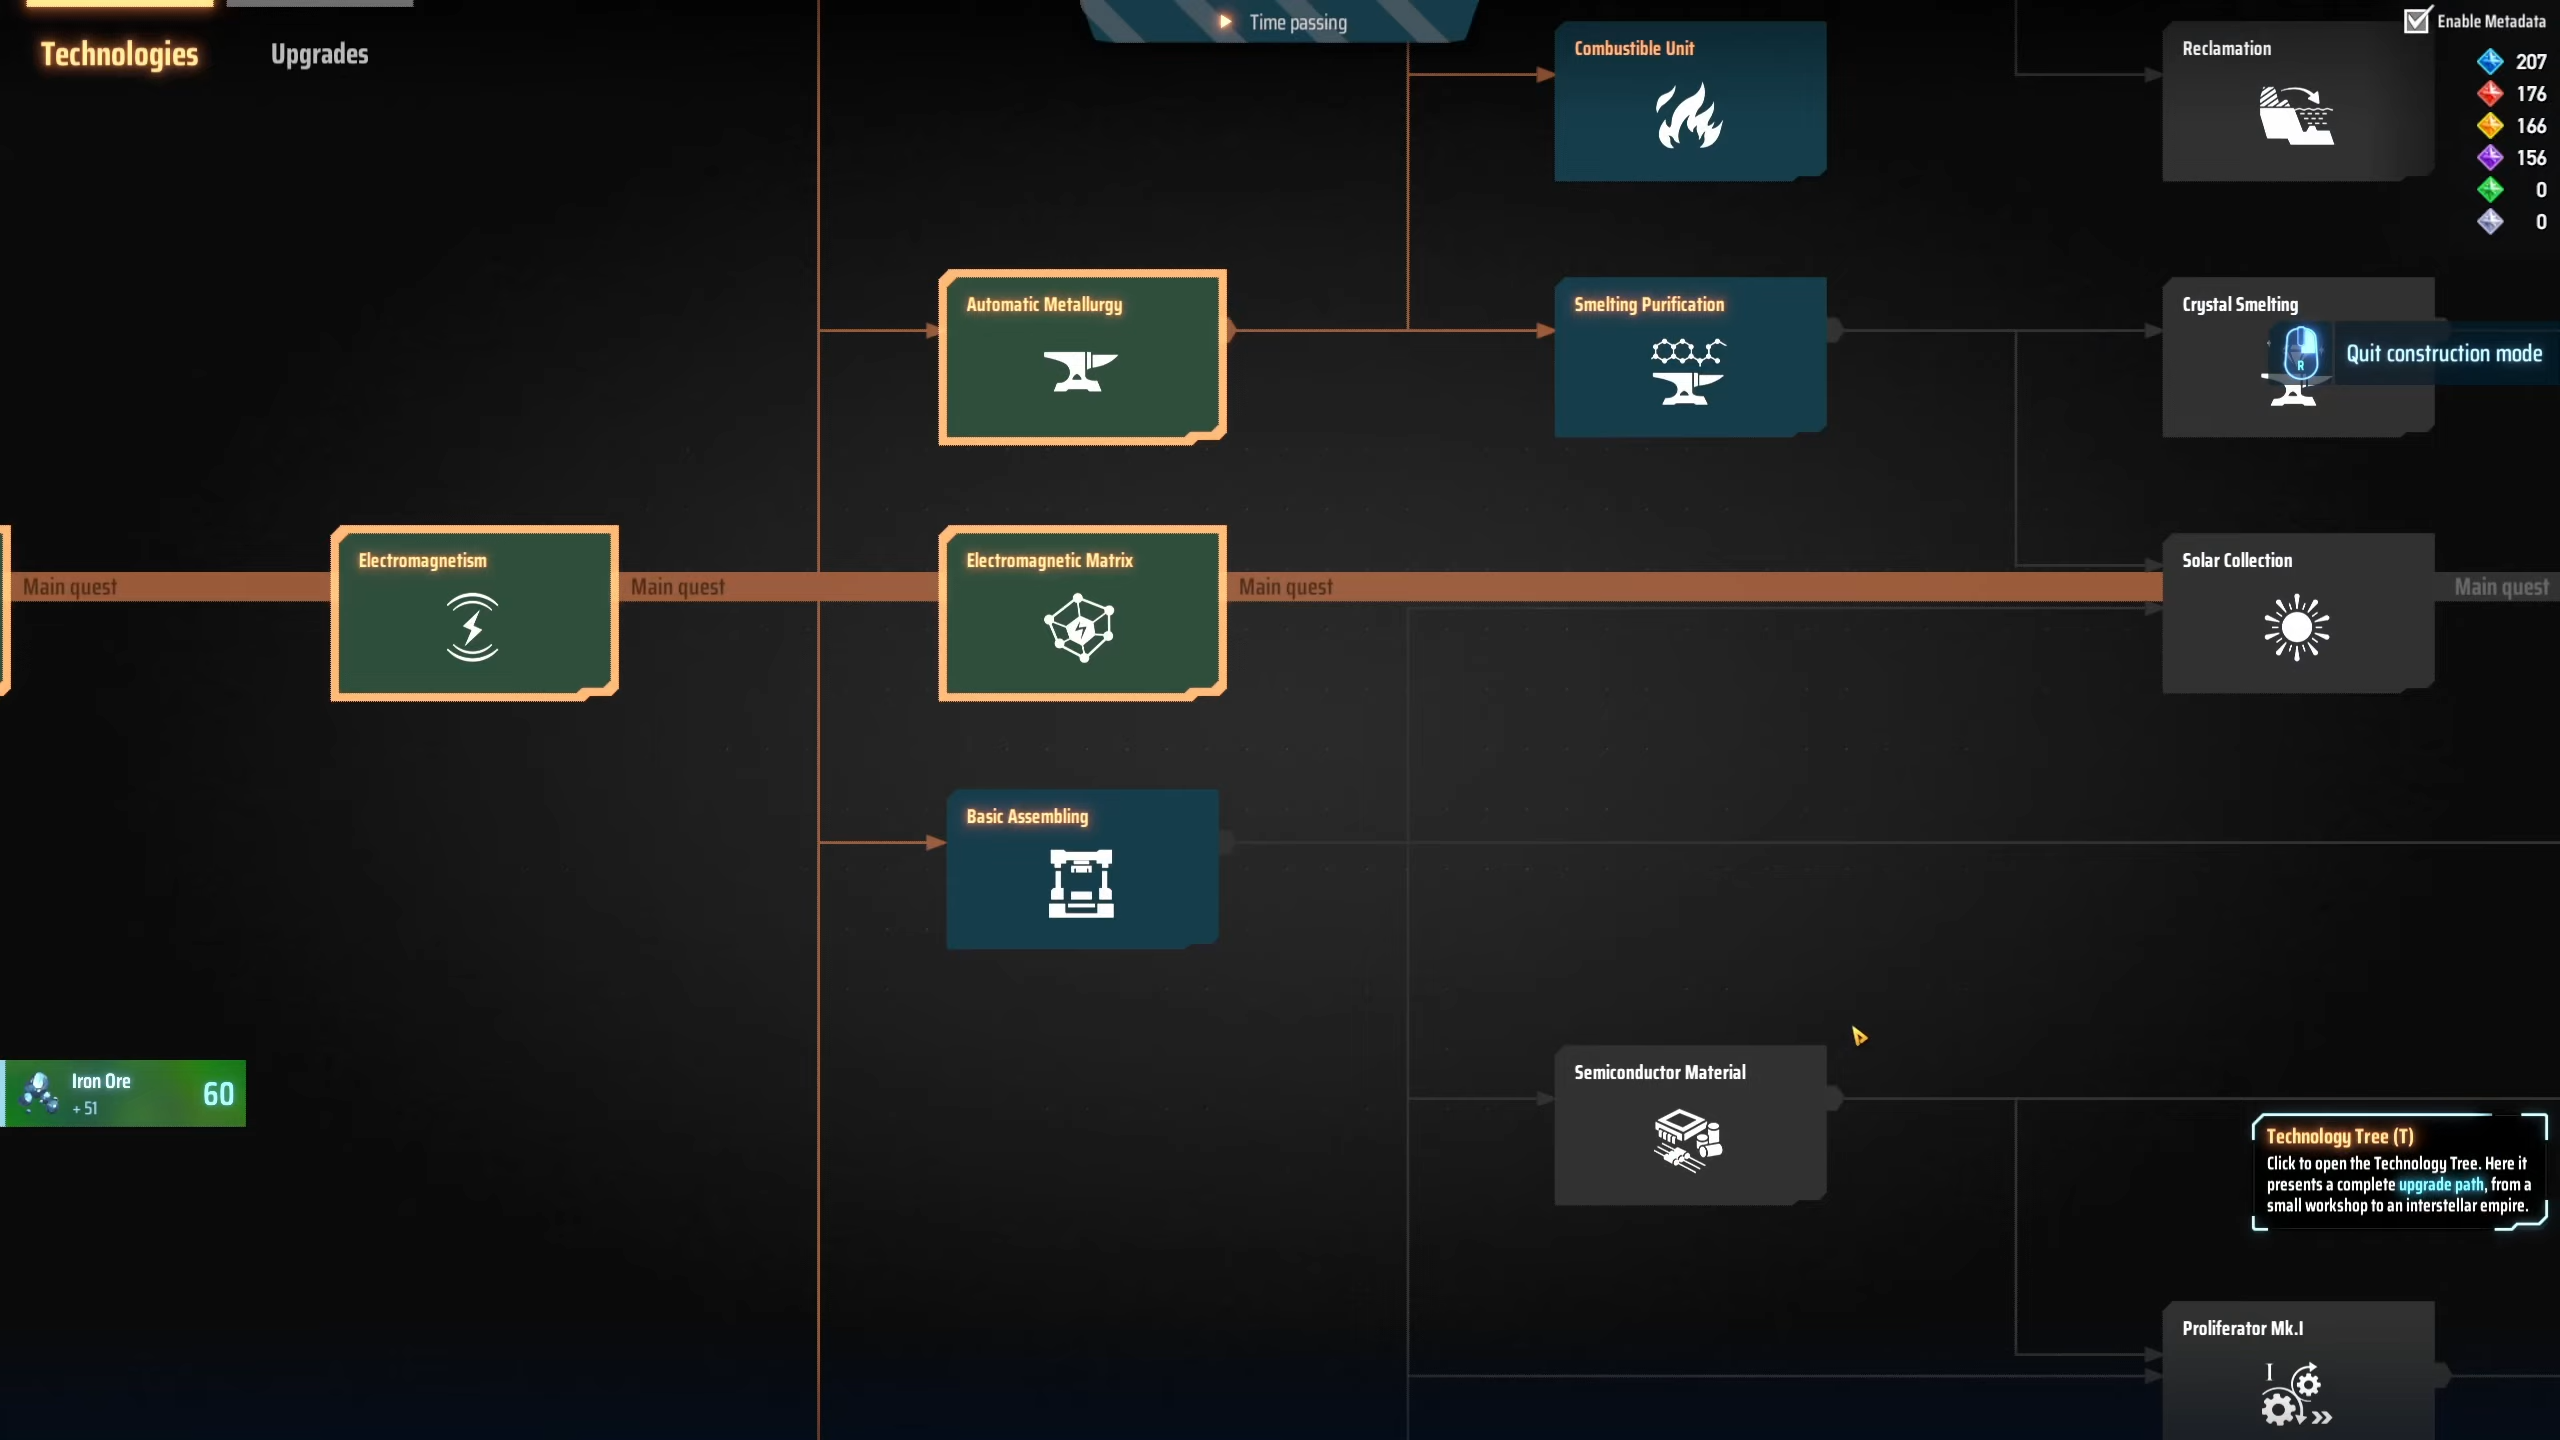 Technologies
Upgrades
Time passing
Enable Metadata
207
176
166
156
0
0
Combustible Unit
Reclamation
Automatic Metallurgy
Smelting Purification
Crystal Smelting
R
Quit construction mode
Main quest
Electromagnetism
Main quest
Electromagnetic Matrix
Main quest
Solar Collection
Main quest
Basic Assembling
Semiconductor Material
Iron Ore
+ 51
60
Technology Tree (T)
Click to open the Technology Tree. Here it
presents a complete upgrade path, from a
small workshop to an interstellar empire.
Proliferator Mk.I
I